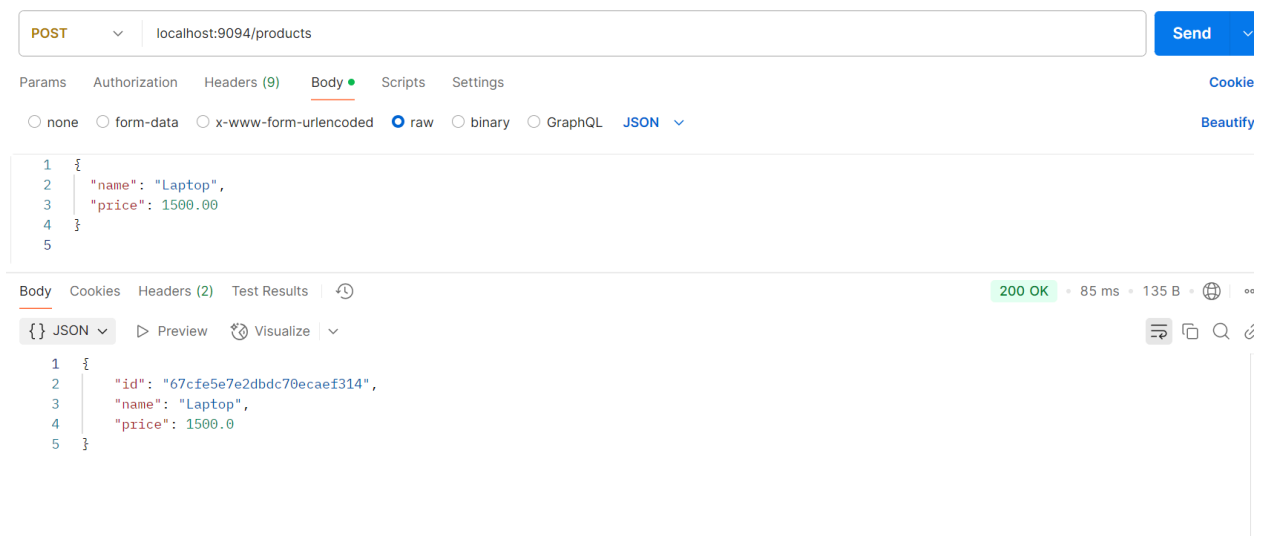 POST localhost:9094/products Send
Params Authorization Headers (9) Body Scripts Settings Cookie
none form-data x-www-form-urlencoded raw binary GraphQL JSON Beautify
1 {
2 "name": "Laptop",
3 "price": 1500.00
4 }
5
Body Cookies Headers (2) Test Results 200 OK • 85 ms • 135 B •
{} JSON Preview Visualize
1 {
2 "id": "67cfe5e7e2dbdc70ecaef314",
3 "name": "Laptop",
4 "price": 1500.0
5 }